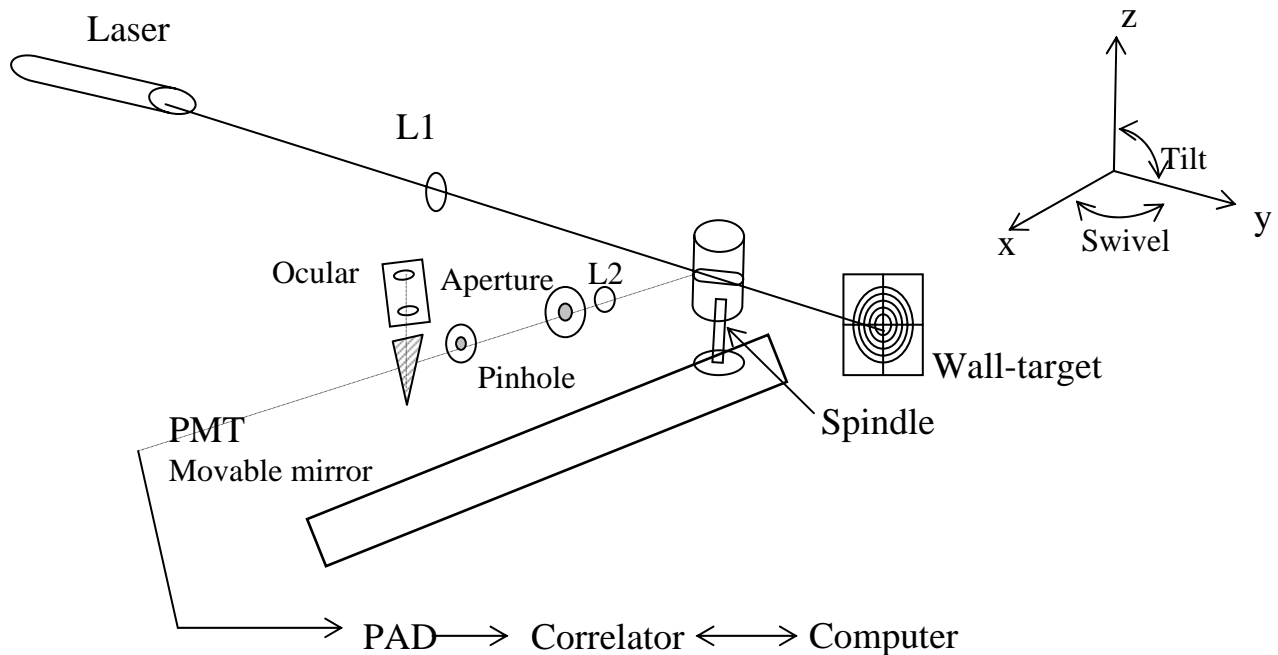 Laser
z
L1
Tilt
y
x
Swivel
Ocular
Aperture
L2
Pinhole
Wall-target
Spindle
PMT
Movable mirror
PAD
Correlator
Computer